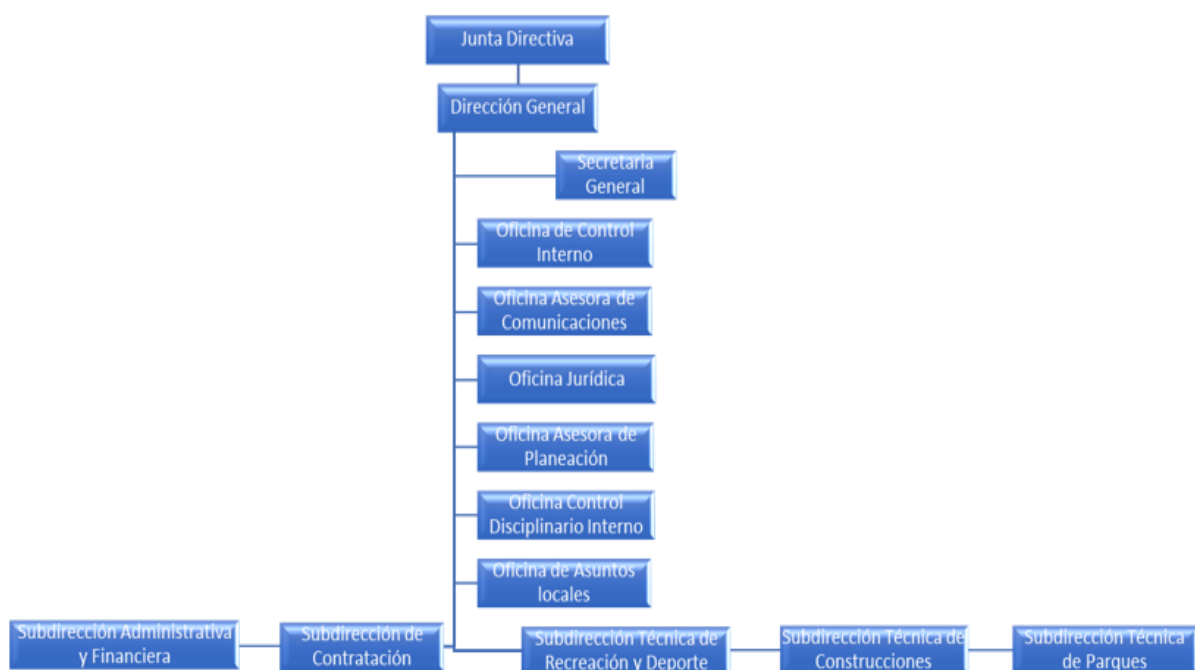 Junta Directiva
Dirección General
Secretaria
General
Oficina de Control
Interno
Oficina Asesora de
Comunicaciones
Oficina Jurídica
Oficina Asesora de
Planeación
Oficina Control
Disciplinario Interno
Oficina de Asuntos
locales
Subdirección Administrativa
y Financiera
Subdirección de
Contratación
Subdirección Técnica de
Recreación y Deporte
Subdirección Técnica de
Construcciones
Subdirección Técnica
de Parques